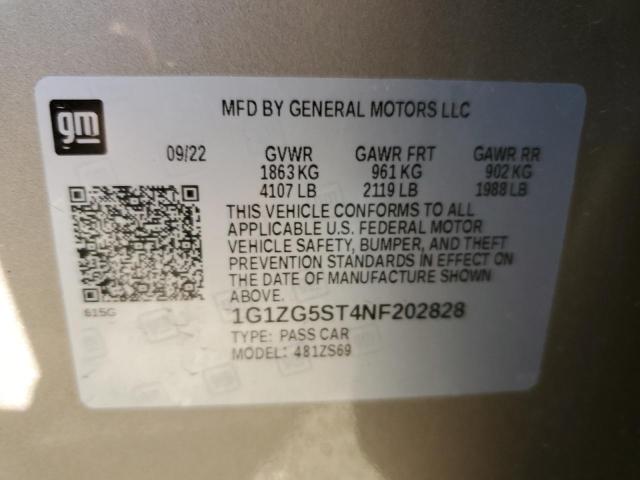 gm
MFD BY GENERAL MOTORS LLC
09/22 GVWR GAWR FRT GAWR RR
1863 KG 961 KG 902 KG
4107 LB 2119 LB 1988 LB
THIS VEHICLE CONFORMS TO ALL
APPLICABLE U.S. FEDERAL MOTOR
VEHICLE SAFETY, BUMPER, AND THEFT
PREVENTION STANDARDS IN EFFECT ON
THE DATE OF MANUFACTURE SHOWN
ABOVE.
615G
1G1ZG5ST4NF202828
TYPE: PASS CAR
MODEL: 481ZS69